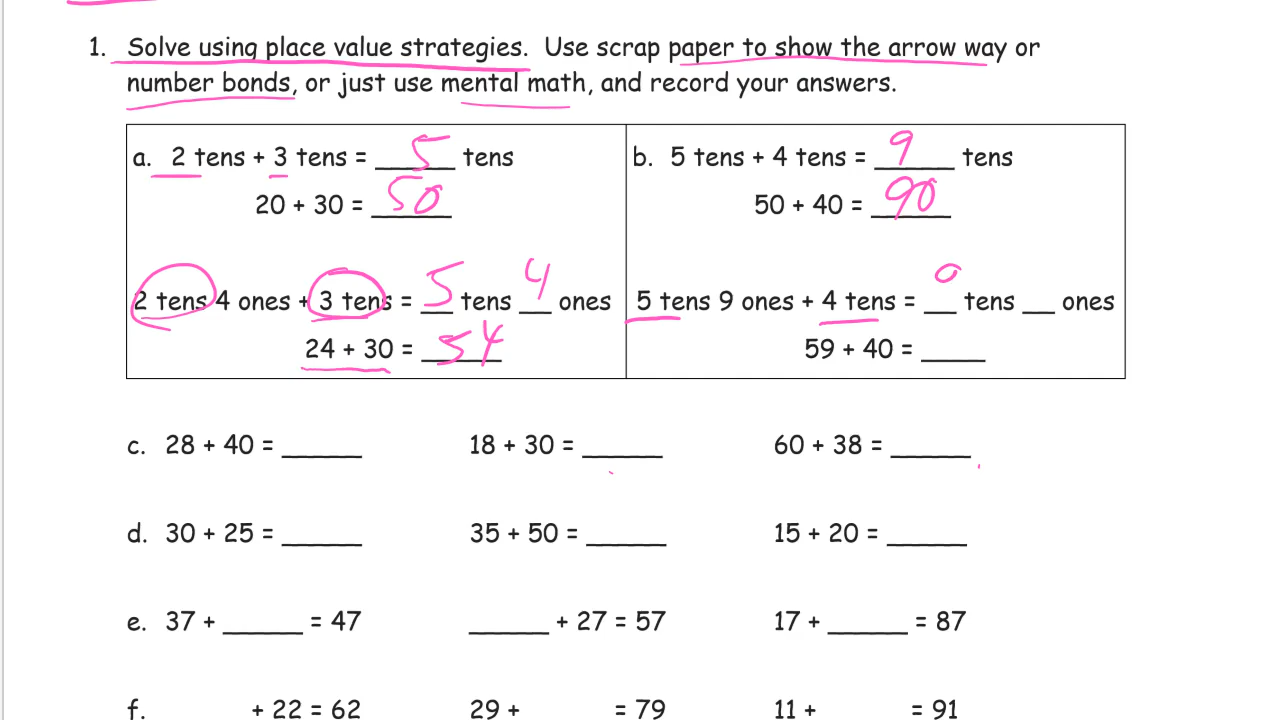 1. Solve using place value strategies. Use scrap paper to show the arrow way or
number bonds, or just use mental math, and record your answers.
a. 2 tens + 3 tens = 5 tens
20 + 30 = 50
2 tens 4 ones + 3 tens = 5 tens 4 ones
24 + 30 = 54
b. 5 tens + 4 tens = 9 tens
50 + 40 = 90
5 tens 9 ones + 4 tens = __ tens __ ones
59 + 40 = _____
c. 28 + 40 = ______ 18 + 30 = ______ 60 + 38 = ______
d. 30 + 25 = ______ 35 + 50 = ______ 15 + 20 = ______
e. 37 + ______ = 47 ______ + 27 = 57 17 + ______ = 87
f. + 22 = 62 29 + = 79 11 + = 91